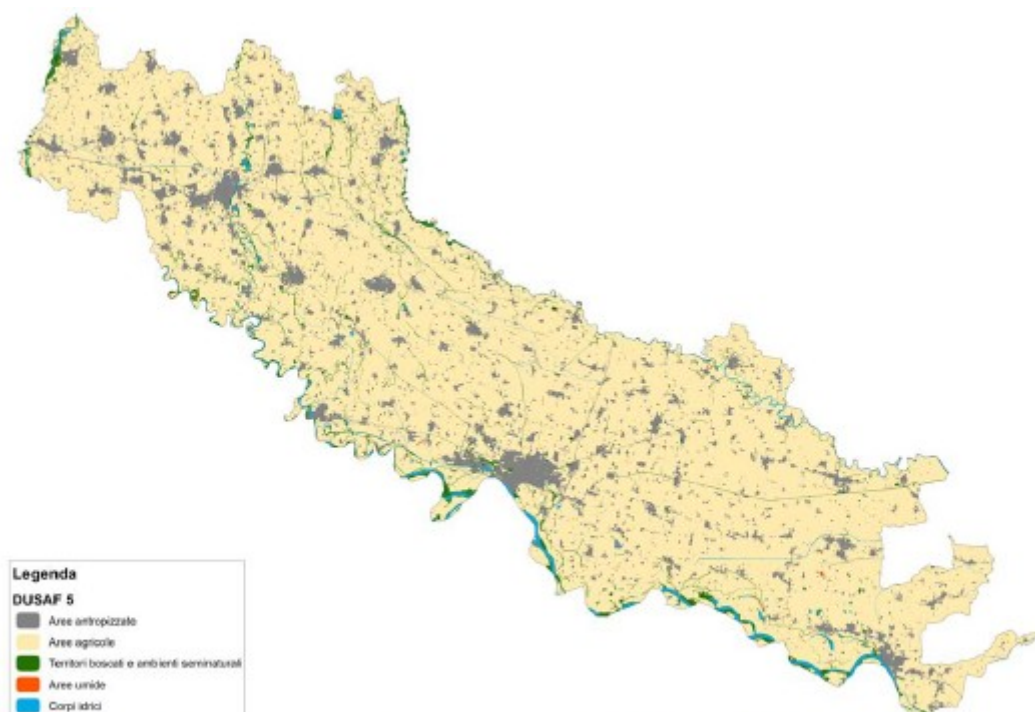 Legenda
DUSAF 5
Aree antropizzate
Aree agricole
Territori boscati e ambienti seminaturali
Aree umide
Corpi idrici